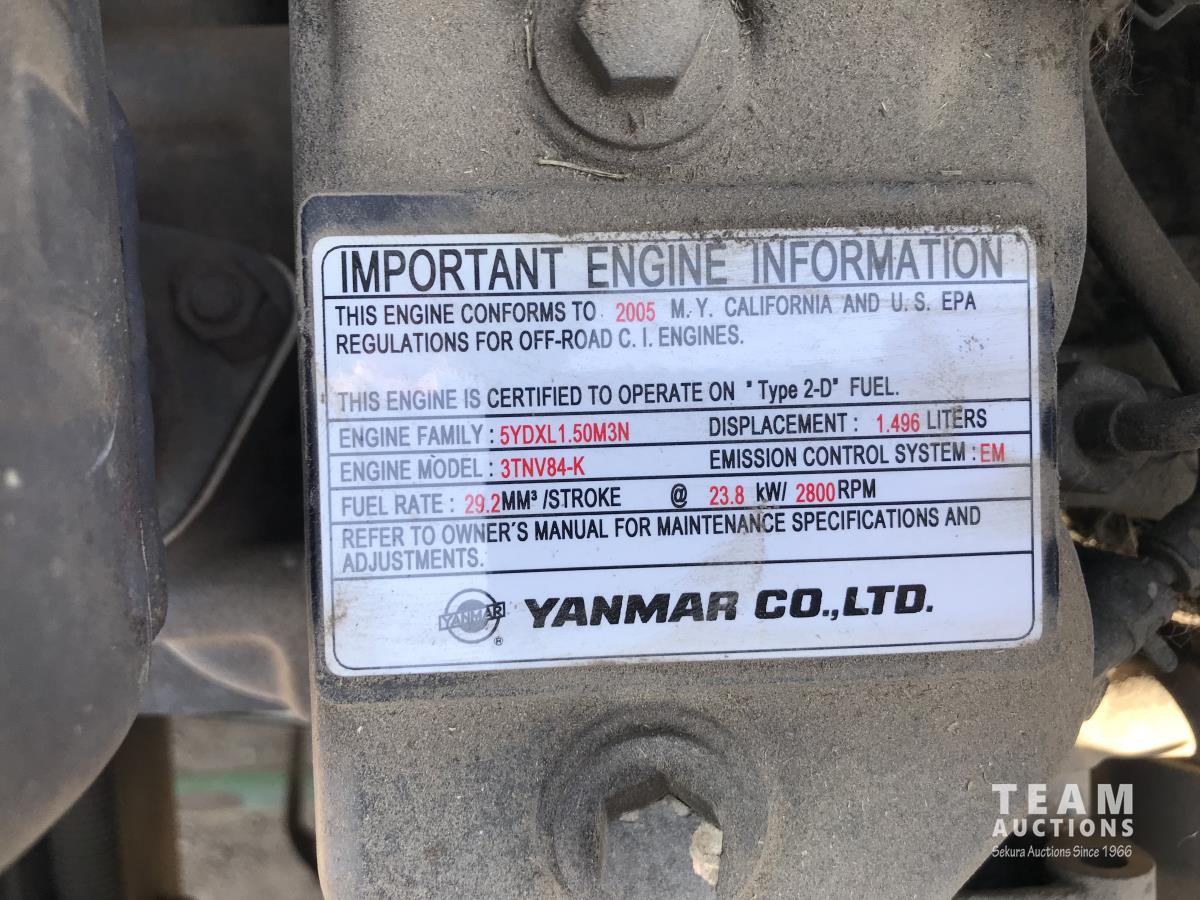 IMPORTANT ENGINE INFORMATION
THIS ENGINE CONFORMS TO 2005 M.Y. CALIFORNIA AND U.S. EPA
REGULATIONS FOR OFF-ROAD C.I. ENGINES.
THIS ENGINE IS CERTIFIED TO OPERATE ON "Type 2-D" FUEL.
ENGINE FAMILY : 5YDXL1.50M3N DISPLACEMENT : 1.496 LITERS
ENGINE MODEL : 3TNV84-K EMISSION CONTROL SYSTEM : EM
FUEL RATE : 29.2MM³ /STROKE @ 23.8 kW/ 2800RPM
REFER TO OWNER'S MANUAL FOR MAINTENANCE SPECIFICATIONS AND
ADJUSTMENTS.
YANMAR ® YANMAR CO.,LTD.
TEAM
AUCTIONS
Sekura Auctions Since 1966